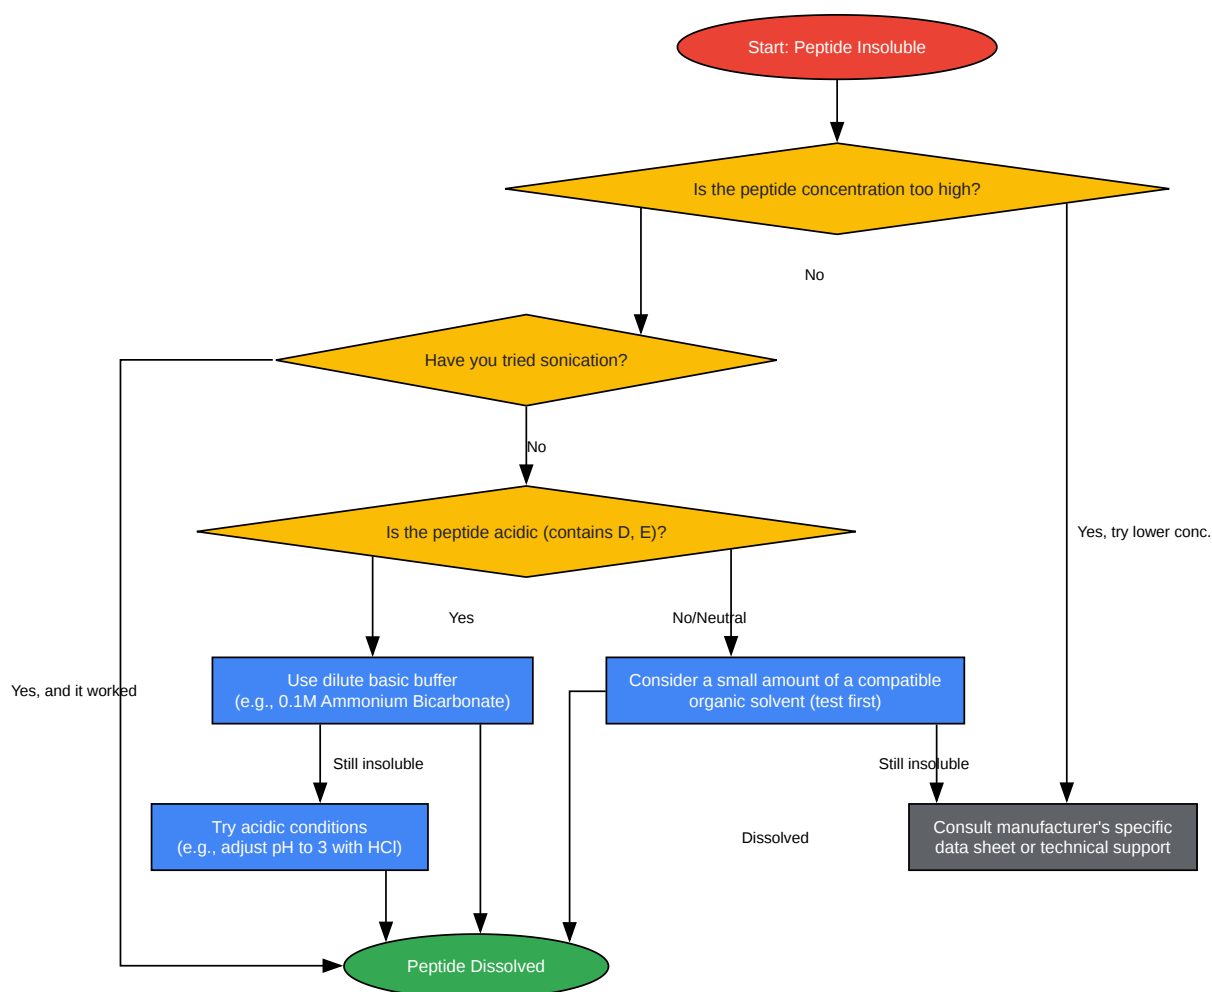 Start: Peptide Insoluble
Is the peptide concentration too high?
No
Have you tried sonication?
No
Is the peptide acidic (contains D, E)?
Yes, try lower conc.
Yes
No/Neutral
Yes, and it worked
Use dilute basic buffer
(e.g., 0.1M Ammonium Bicarbonate)
Consider a small amount of a compatible
organic solvent (test first)
Still insoluble
Still insoluble
Try acidic conditions
(e.g., adjust pH to 3 with HCl)
Dissolved
Consult manufacturer's specific
data sheet or technical support
Peptide Dissolved